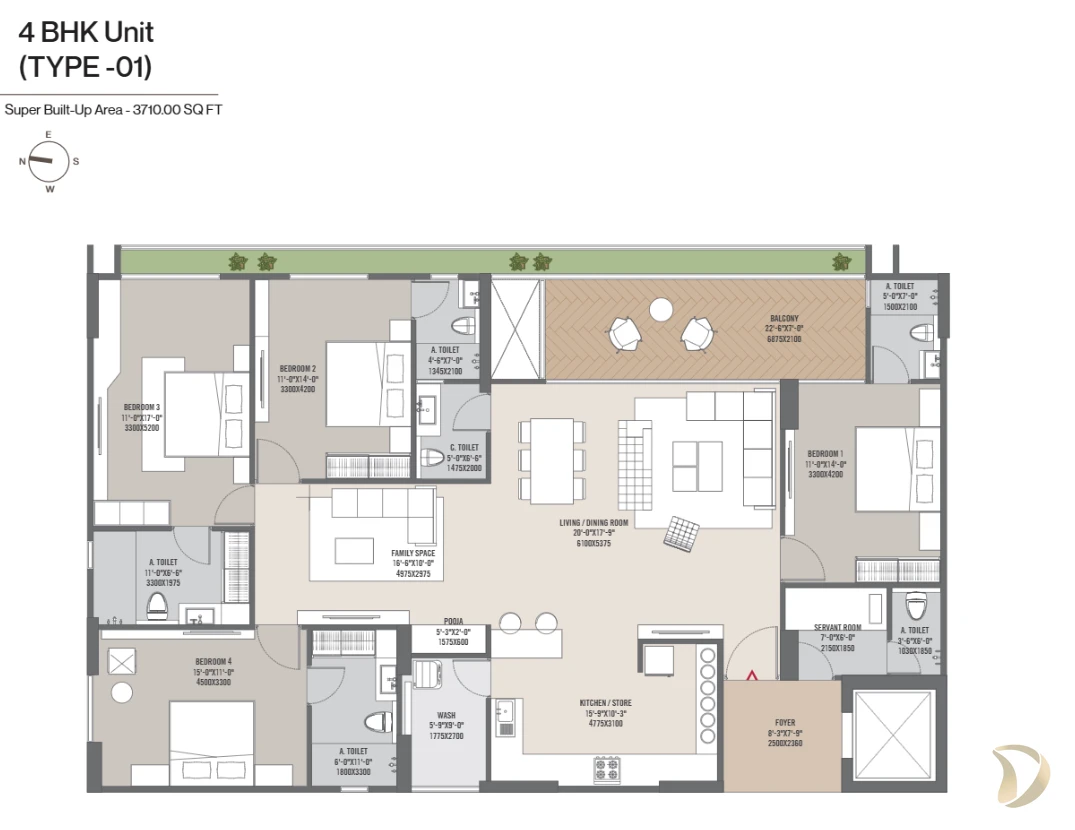 4 BHK Unit
(TYPE -01)
Super Built-Up Area - 3710.00 SQ FT
E
N
S
W
A. TOILET
5'-0"X7'-0"
1500X2100
BALCONY
22'-6"X7'-0"
6875X2100
A. TOILET
4'-6"X7'-0"
1345X2100
BEDROOM 2
11'-0"X14'-0"
3300X4200
BEDROOM 3
11'-0"X17'-0"
3300X5200
C. TOILET
5'-0"X6'-6"
1475X2000
BEDROOM 1
11'-0"X14'-0"
3300X4200
LIVING / DINING ROOM
20'-0"X17'-9"
6100X5375
FAMILY SPACE
16'-6"X10'-0"
4975X2975
A. TOILET
11'-0"X6'-6"
3300X1975
POOJA
5'-3"X2'-0"
1575X600
SERVANT ROOM
7'-0"X6'-0"
2150X1850
A. TOILET
3'-6"X6'-0"
1030X1850
BEDROOM 4
15'-0"X11'-0"
4500X3300
WASH
5'-9"X9'-0"
1775X2700
KITCHEN / STORE
15'-9"X10'-3"
4775X3100
FOYER
8'-3"X7'-9"
2500X2360
A. TOILET
6'-0"X11'-0"
1800X3300